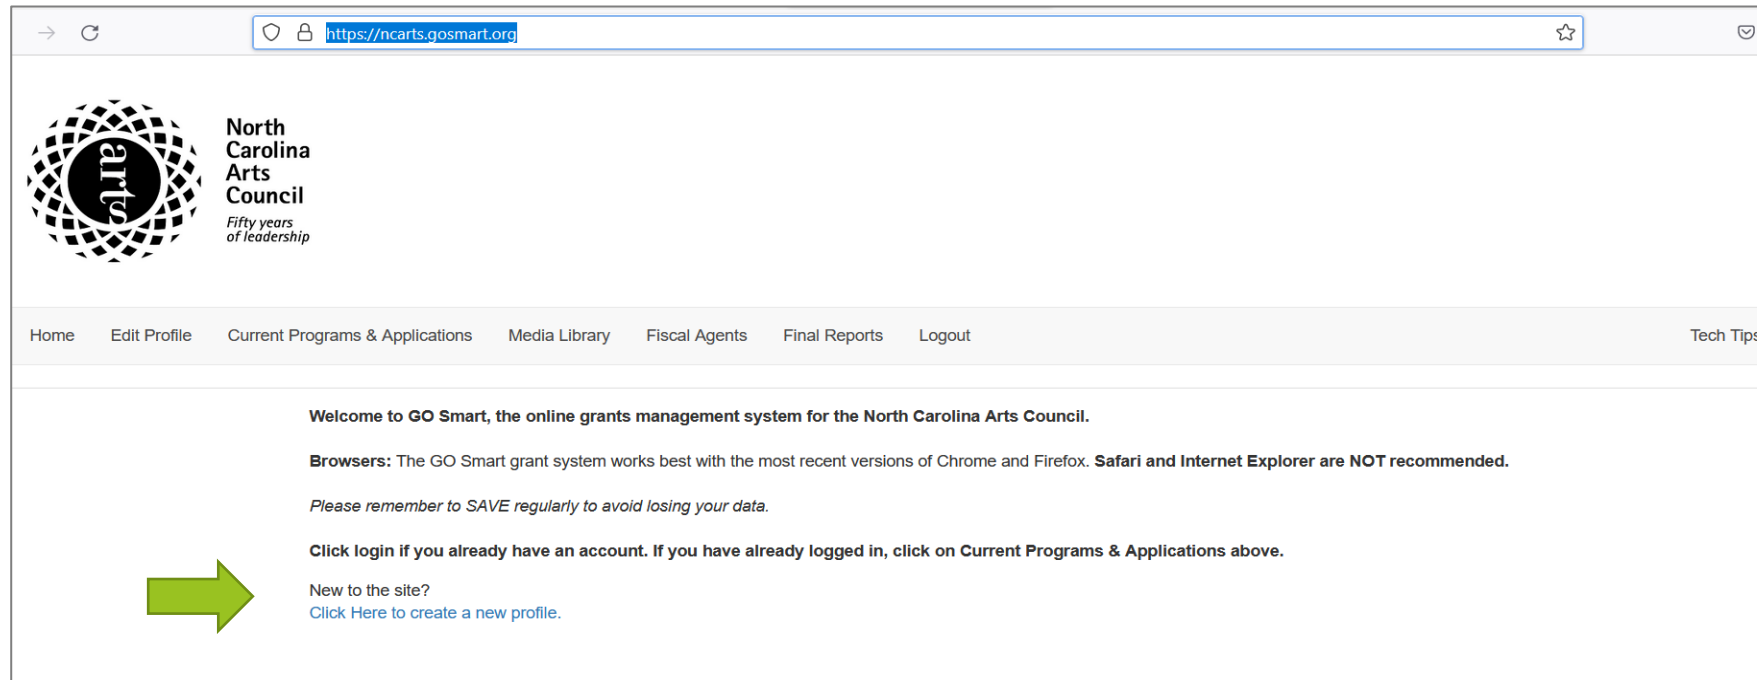 https://ncarts.gosmart.org
arts
North
Carolina
Arts
Council
Fifty years
of leadership
Home Edit Profile Current Programs & Applications Media Library Fiscal Agents Final Reports Logout Tech Tips
Welcome to GO Smart, the online grants management system for the North Carolina Arts Council.
Browsers: The GO Smart grant system works best with the most recent versions of Chrome and Firefox. Safari and Internet Explorer are NOT recommended.
Please remember to SAVE regularly to avoid losing your data.
Click login if you already have an account. If you have already logged in, click on Current Programs & Applications above.
New to the site?
Click Here to create a new profile.